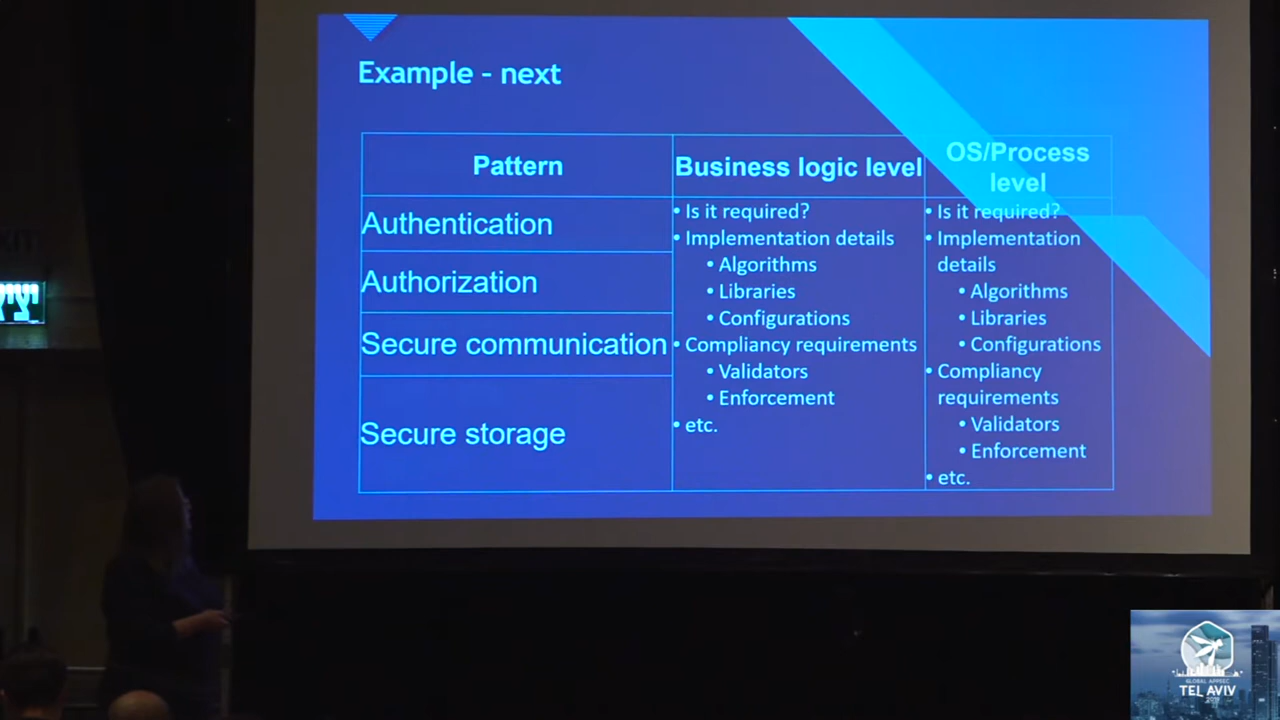 Example - next
Pattern
Business logic level
OS/Process
level
Authentication
Authorization
Secure communication
Secure storage
• Is it required?
• Implementation details
• Algorithms
• Libraries
• Configurations
• Compliancy requirements
• Validators
• Enforcement
• etc.
• Is it required?
• Implementation
details
• Algorithms
• Libraries
• Configurations
• Compliancy
requirements
• Validators
• Enforcement
• etc.
GLOBAL APPSEC
TEL AVIV